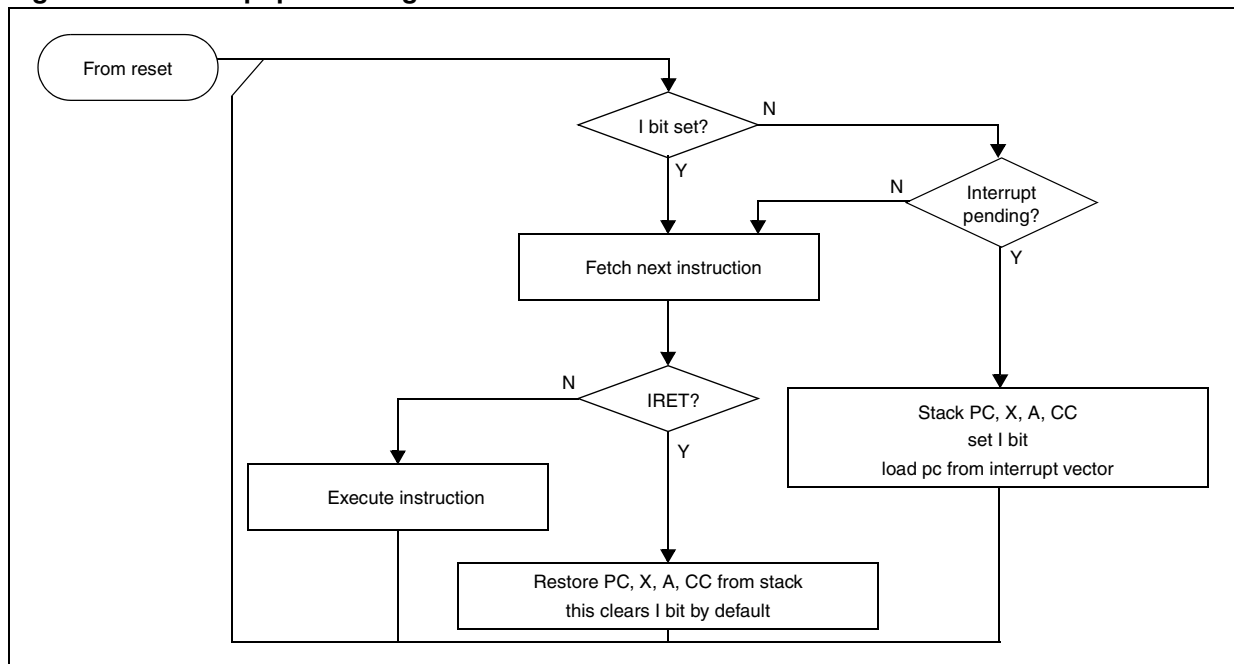 From reset
I bit set?
N
Y
Interrupt
pending?
N
Y
Fetch next instruction
IRET?
N
Y
Stack PC, X, A, CC
set I bit
load pc from interrupt vector
Execute instruction
Restore PC, X, A, CC from stack
this clears I bit by default